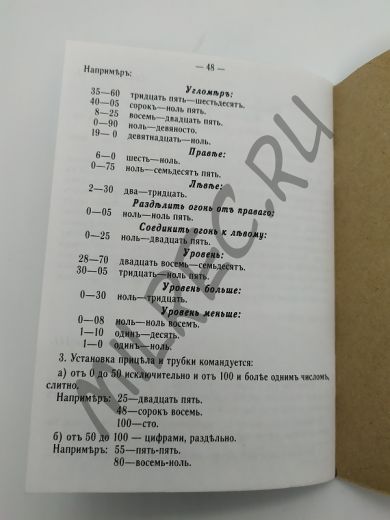 — 48 —
Напримѣръ:
Угломѣръ:
35—60 тридцать пять—шестьдесятъ.
40—05 сорокъ—ноль пять.
8—25 восемь—двадцать пять.
0—90 ноль—девяносто.
19—0 девятнадцать—ноль.
Правѣе:
6—0 шесть—ноль.
0—75 ноль—семьдесятъ пять.
Лѣвѣе:
2—30 два—тридцать.
Раздѣлить огонь отъ праваго:
0—05 ноль—ноль пять.
Соединить огонь к лѣвому:
0—25 ноль—двадцать пять.
Уровень:
28—70 двадцать восемь—семьдесятъ.
30—05 тридцать—ноль пять.
Уровень больше:
0—30 ноль—тридцать.
Уровень меньше:
0—08 ноль—ноль восемъ.
1—10 одинъ—десять.
1—0 одинъ—ноль.
3. Установка прицѣла и трубки командуется:
а) отъ 0 до 50 исключительно и отъ 100 и болѣе однимъ числомъ,
слитно.
Напримѣръ: 25—двадцать пять.
48—сорокъ восемь.
100—сто.
б) отъ 50 до 100 — цифрами, раздѣльно.
Напримѣръ: 55—пять-пять.
80—восемь-ноль.
MILREC.RU